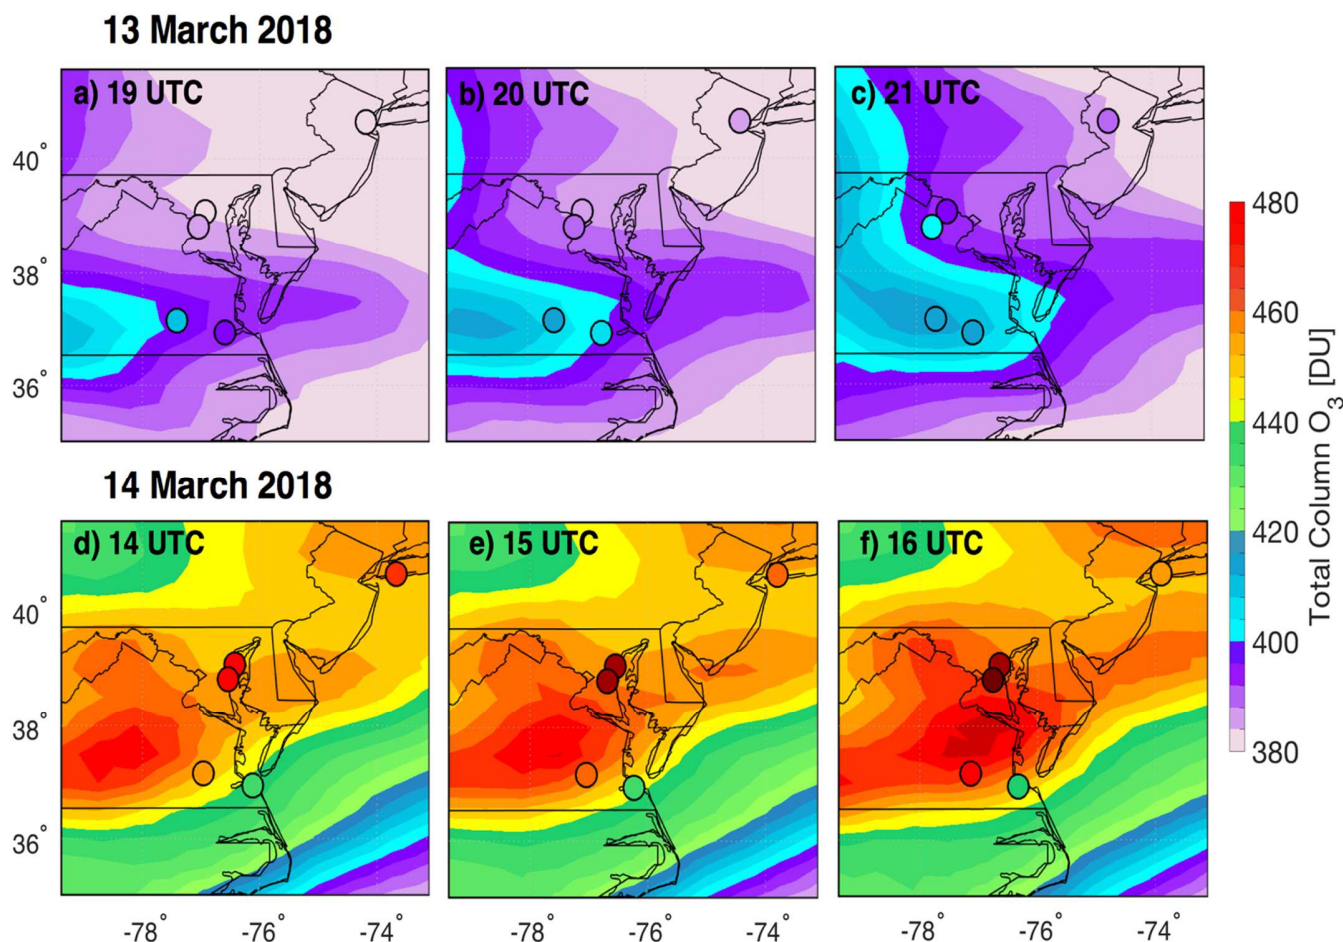 13 March 2018
a) 19 UTC
b) 20 UTC
c) 21 UTC
40°
38°
36°
480
460
440
420
400
380
Total Column O3 [DU]
14 March 2018
d) 14 UTC
e) 15 UTC
f) 16 UTC
40°
38°
36°
-78° -76° -74° -78° -76° -74° -78° -76° -74°